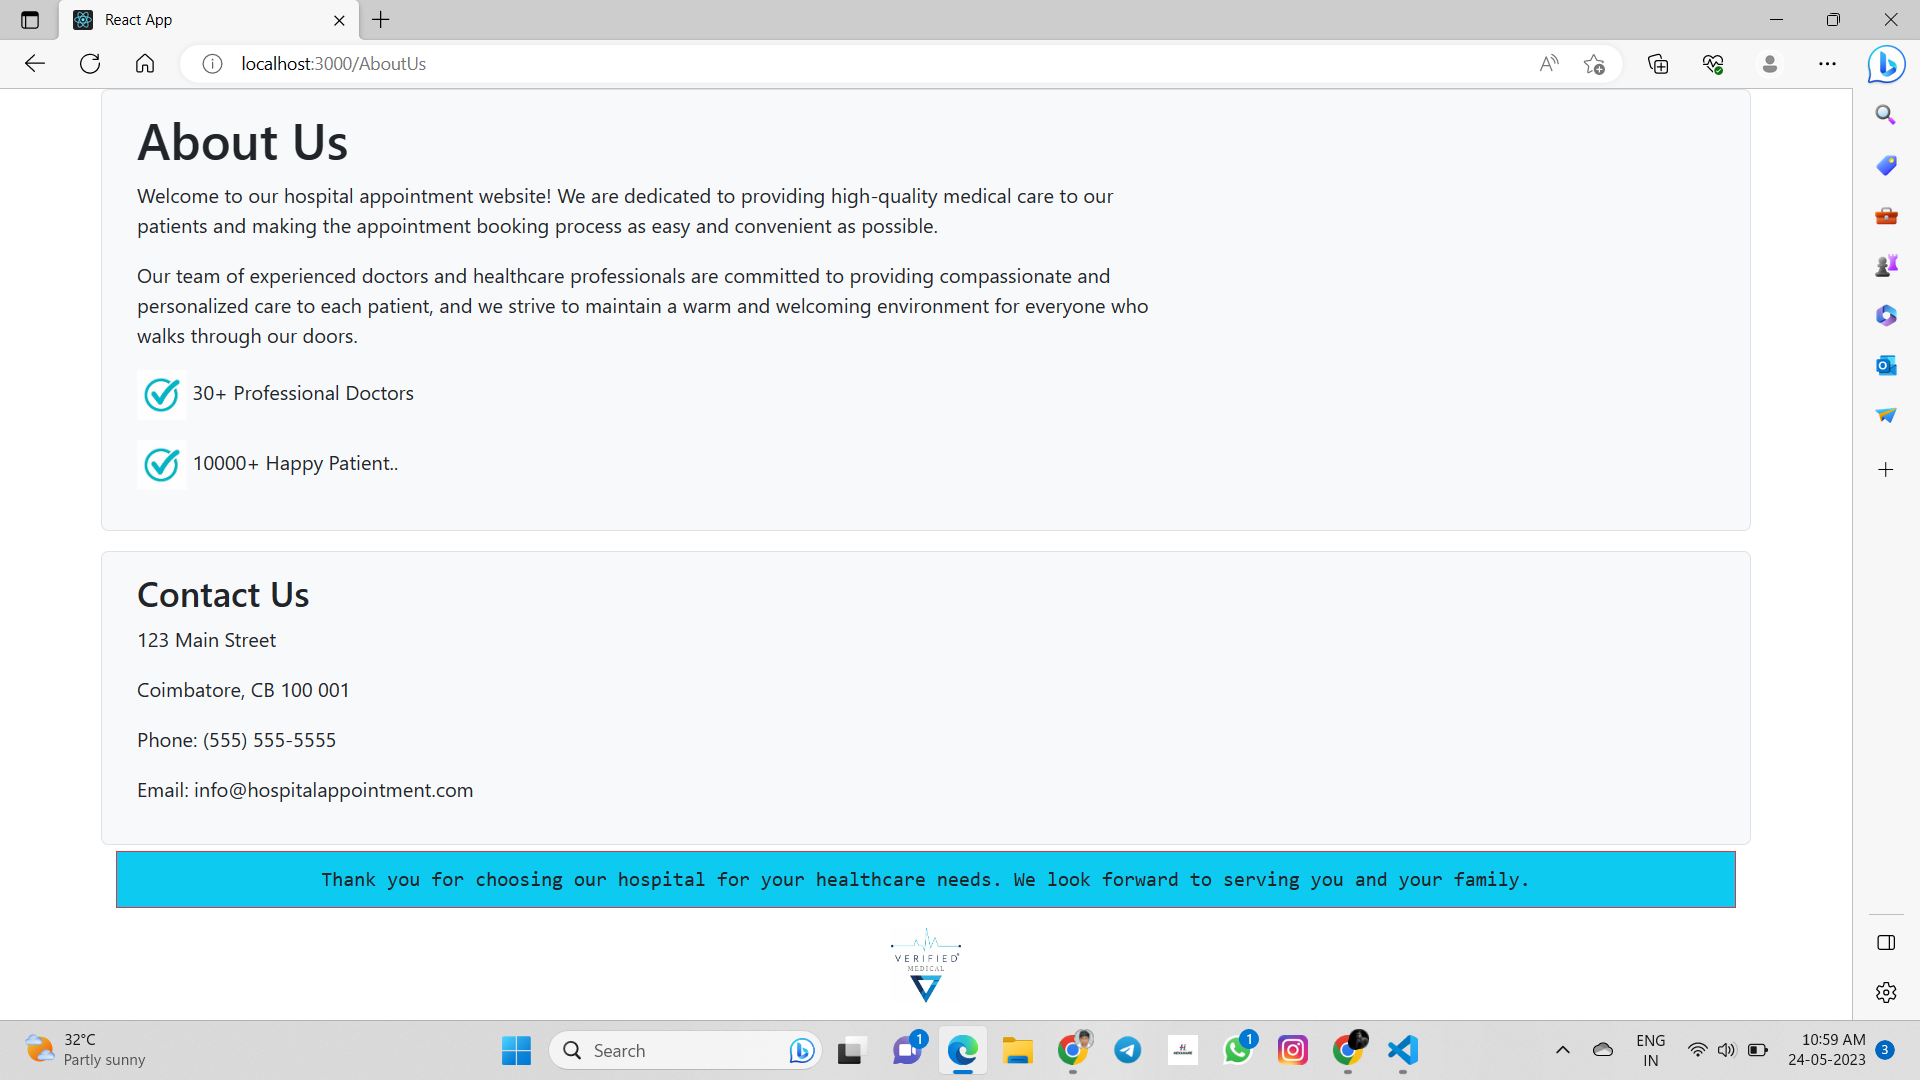 React App
localhost:3000/AboutUs
About Us
Welcome to our hospital appointment website! We are dedicated to providing high-quality medical care to our
patients and making the appointment booking process as easy and convenient as possible.
Our team of experienced doctors and healthcare professionals are committed to providing compassionate and
personalized care to each patient, and we strive to maintain a warm and welcoming environment for everyone who
walks through our doors.
30+ Professional Doctors
10000+ Happy Patient..
Contact Us
123 Main Street
Coimbatore, CB 100 001
Phone: (555) 555-5555
Email: info@hospitalappointment.com
Thank you for choosing our hospital for your healthcare needs. We look forward to serving you and your family.
VERIFIED
MEDICAL
32°C
Partly sunny
Search
1
1
ENG
IN
10:59 AM
24-05-2023
3